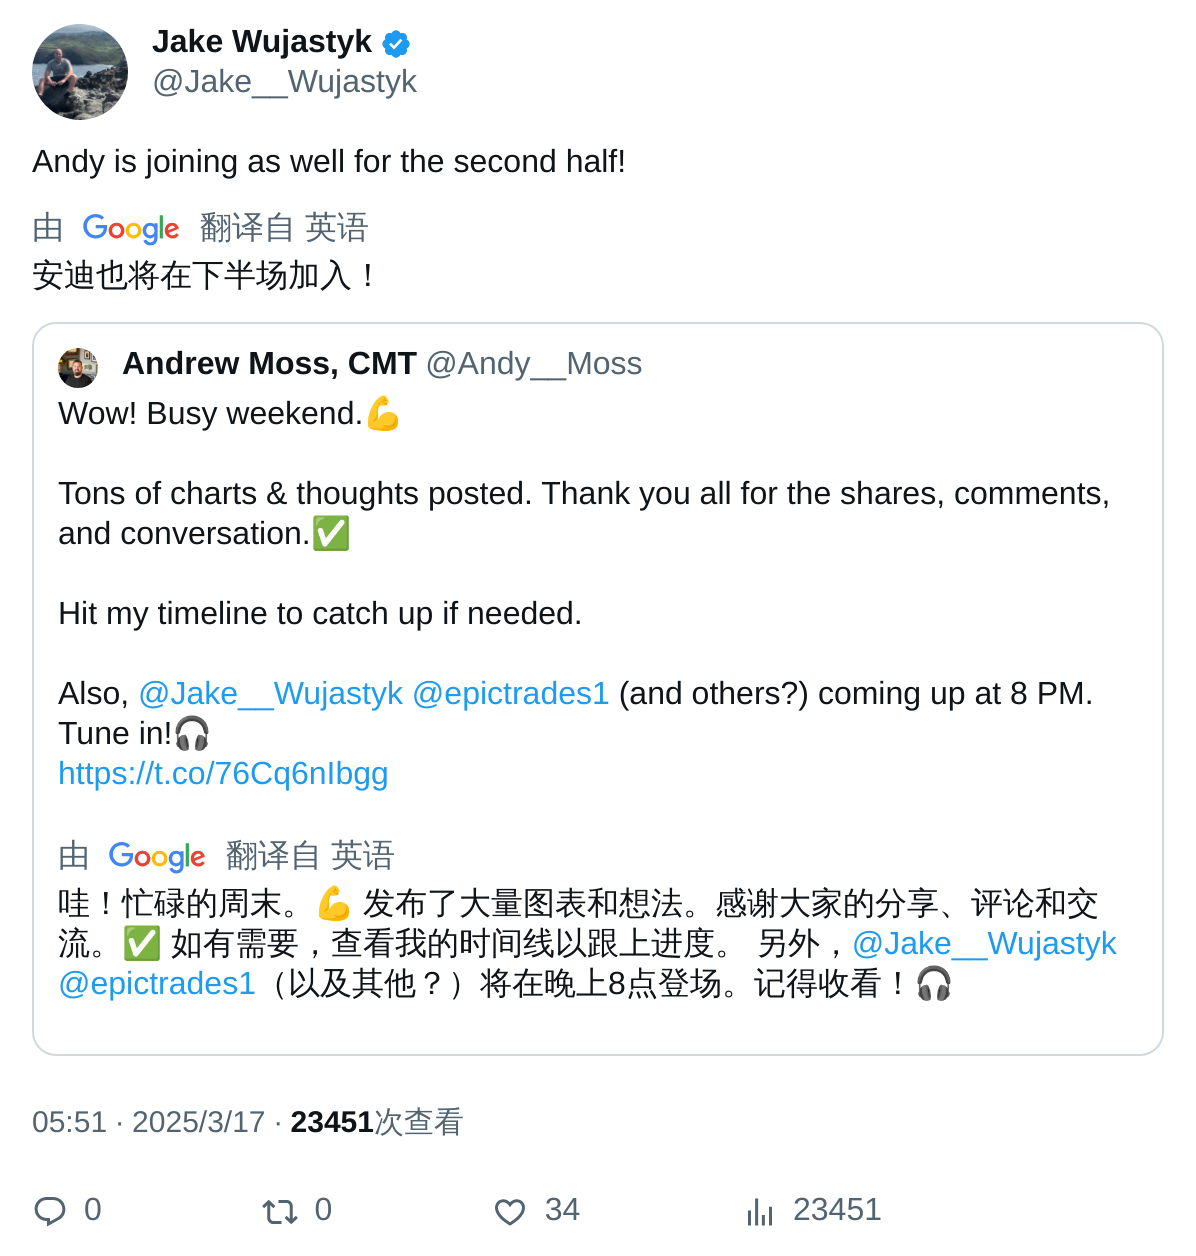 Jake Wujastyk
@Jake__Wujastyk
Andy is joining as well for the second half!
由 Google 翻译自 英语
安迪也将在下半场加入！
Andrew Moss, CMT @Andy__Moss
Wow! Busy weekend.💪
Tons of charts & thoughts posted. Thank you all for the shares, comments,
and conversation.✅
Hit my timeline to catch up if needed.
Also, @Jake__Wujastyk @epictrades1 (and others?) coming up at 8 PM.
Tune in!🎧
https://t.co/76Cq6nIbgg
由 Google 翻译自 英语
哇！忙碌的周末。💪 发布了大量图表和想法。感谢大家的分享、评论和交
流。✅ 如有需要，查看我的时间线以跟上进度。 另外，@Jake__Wujastyk
@epictrades1（以及其他？）将在晚上8点登场。记得收看！🎧
05:51 · 2025/3/17 · 23451次查看
0 0 34 23451